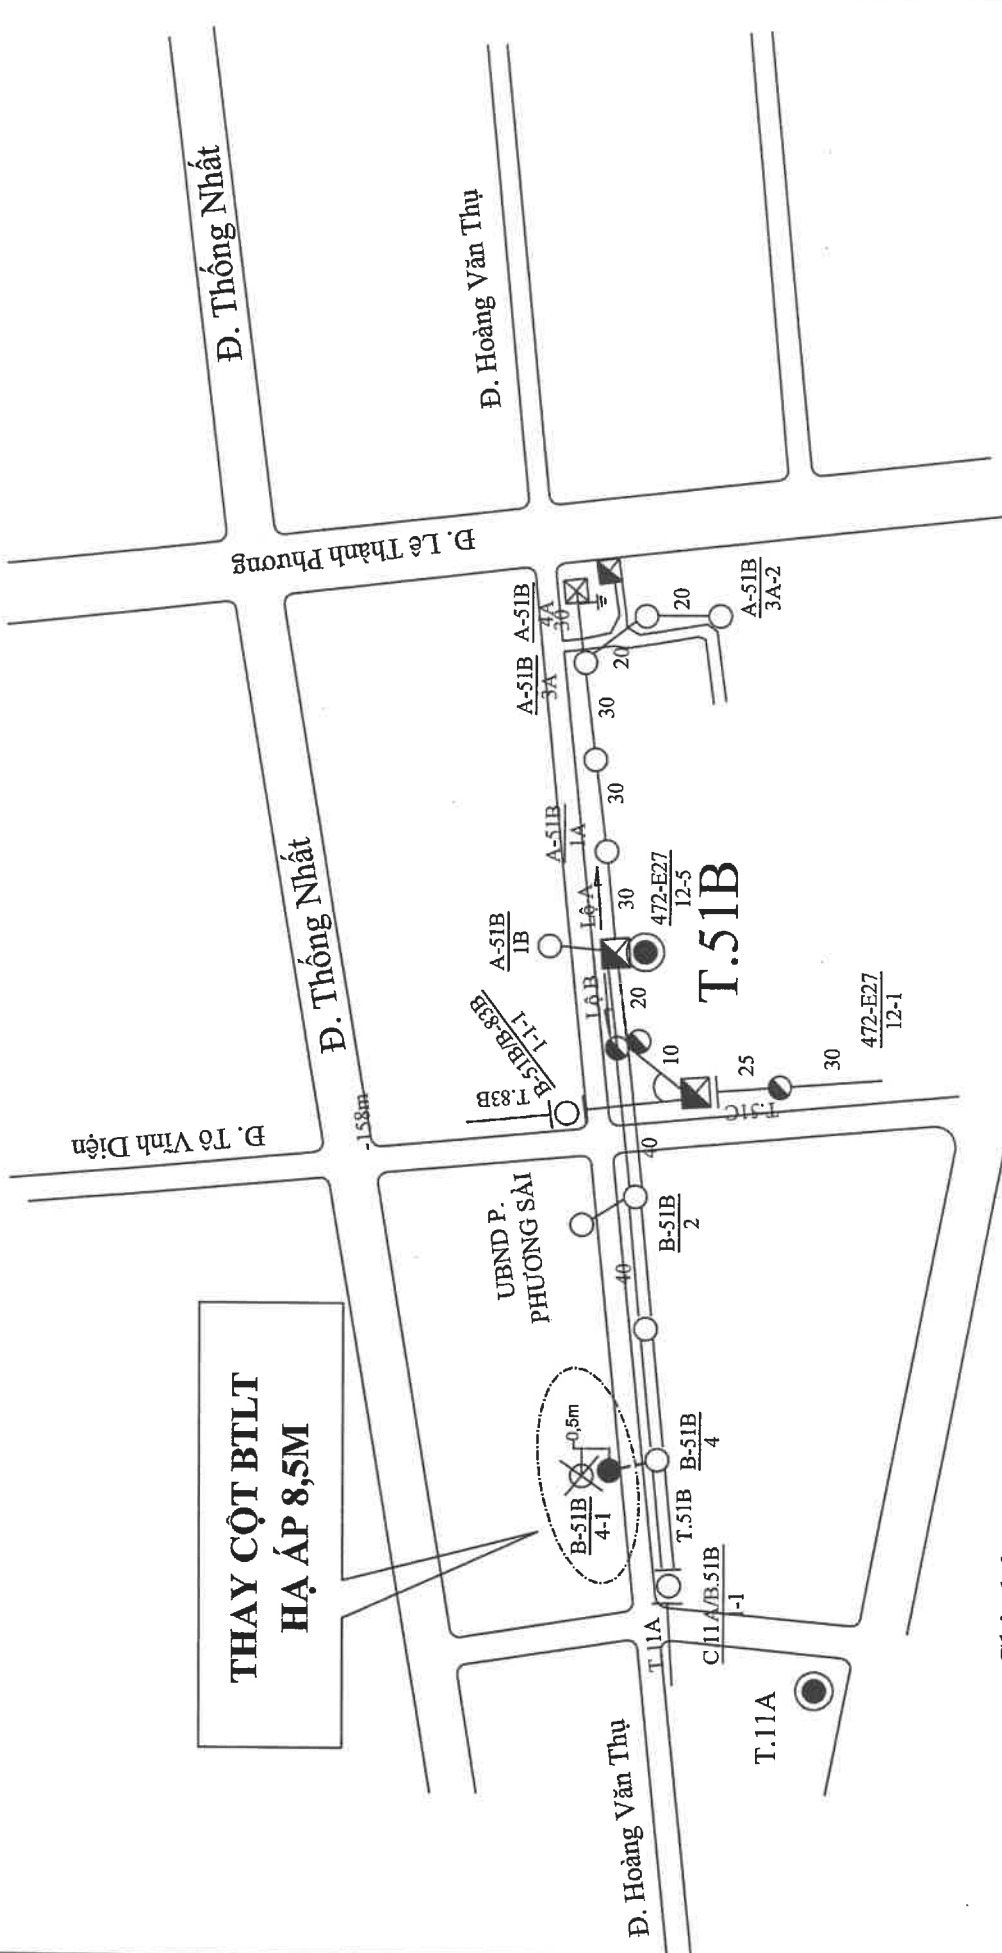 Đ. Thống Nhất
Đ. Hoàng Văn Thụ
Đ. Lê Thành Phương
A-51B
4A
30
A-51B
3A
20
20
A-51B
3A-2
30
30
A-51B
1A
Lộ A
30
472-E27
12-5
T.51B
A-51B
1B
Lộ B
20
Đ. Thống Nhất
B-51B/B-83B
1-1-1
T.83B
10
25
30
472-E27
12-1
T.51C
-158m
Đ. Tô Vĩnh Diện
40
B-51B
2
UBND P.
PHƯƠNG SÀI
40
THAY CỘT BTLT
HẠ ÁP 8,5M
-0,5m
B-51B
4-1
B-51B
4
T.51B
C11A/B.51B
1-1
T.11A
T.11A
Đ. Hoàng Văn Thụ